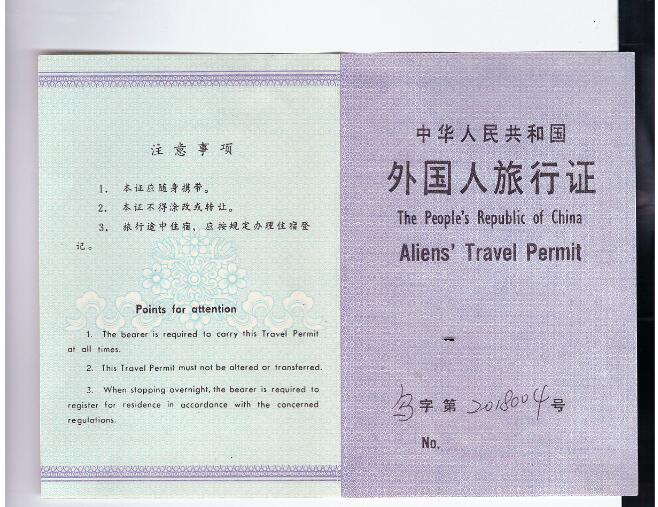 注意事项
1. 本证应随身携带。
2. 本证不得涂改或转让。
3. 旅行途中住宿，应按规定办理住宿登
记。
Points for attention
1. The bearer is required to carry this Travel Permit
at all times.
2. This Travel Permit must not be altered or transferred.
3. When stopping overnight, the bearer is required to
register for residence in accordance with the concerned
regulations.
中华人民共和国
外国人旅行证
The People's Republic of China
Aliens' Travel Permit
字第 2018004 号
No.